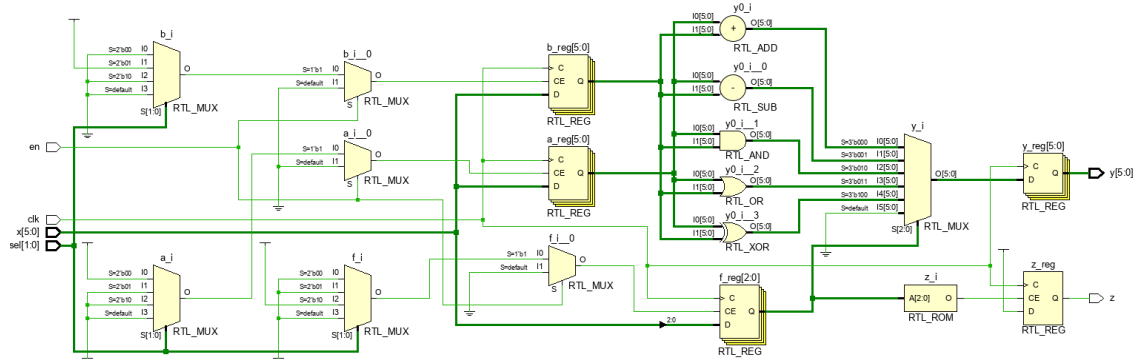 b_i
S=2'b00 I0
S=2'b01 I1
S=2'b10 I2
S=default I3
O
S[1:0]
RTL_MUX
b_i__0
S=1'b1 I0
S=default I1
O
S
RTL_MUX
b_reg[5:0]
C
CE
D
Q
RTL_REG
y0_i
I0[5:0]
I1[5:0]
O[5:0]
+
RTL_ADD
y0_i__0
I0[5:0]
I1[5:0]
O[5:0]
-
RTL_SUB
en
a_i__0
S=1'b1 I0
S=default I1
O
S
RTL_MUX
a_reg[5:0]
C
CE
D
Q
RTL_REG
y0_i__1
I0[5:0]
I1[5:0]
O[5:0]
RTL_AND
y0_i__2
I0[5:0]
I1[5:0]
O[5:0]
RTL_OR
y0_i__3
I0[5:0]
I1[5:0]
O[5:0]
RTL_XOR
y_i
S=3'b000 I0[5:0]
S=3'b001 I1[5:0]
S=3'b010 I2[5:0]
S=3'b011 I3[5:0]
S=3'b100 I4[5:0]
S=default I5[5:0]
O[5:0]
S[2:0]
RTL_MUX
y_reg[5:0]
C
D
Q
RTL_REG
y[5:0]
clk
x[5:0]
sel[1:0]
a_i
S=2'b00 I0
S=2'b01 I1
S=2'b10 I2
S=default I3
O
S[1:0]
RTL_MUX
f_i
S=2'b00 I0
S=2'b01 I1
S=2'b10 I2
S=default I3
O
S[1:0]
RTL_MUX
f_i__0
S=1'b1 I0
S=default I1
O
S
RTL_MUX
2:0
f_reg[2:0]
C
CE
D
Q
RTL_REG
z_i
A[2:0]
O
RTL_ROM
z_reg
C
CE
D
Q
RTL_REG
z